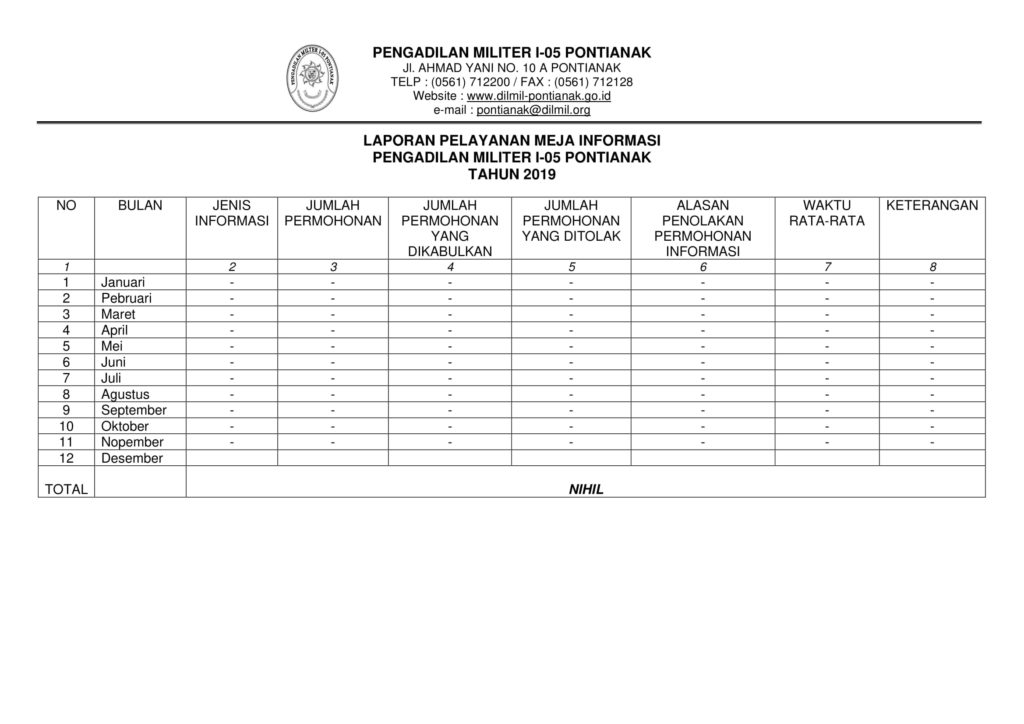 PENGADILAN MILITER I-05 PONTIANAK
PENGADILAN MILITER I-05 PONTIANAK
Jl. AHMAD YANI NO. 10 A PONTIANAK
TELP : (0561) 712200 / FAX : (0561) 712128
Website : www.dilmil-pontianak.go.id
e-mail : pontianak@dilmil.org
LAPORAN PELAYANAN MEJA INFORMASI
PENGADILAN MILITER I-05 PONTIANAK
TAHUN 2019
NO BULAN JENIS INFORMASI JUMLAH PERMOHONAN JUMLAH PERMOHONAN YANG DIKABULKAN JUMLAH PERMOHONAN YANG DITOLAK ALASAN PENOLAKAN PERMOHONAN INFORMASI WAKTU RATA-RATA KETERANGAN
1 2 3 4 5 6 7 8
1 Januari - - - - - - -
2 Pebruari - - - - - - -
3 Maret - - - - - - -
4 April - - - - - - -
5 Mei - - - - - - -
6 Juni - - - - - - -
7 Juli - - - - - - -
8 Agustus - - - - - - -
9 September - - - - - - -
10 Oktober - - - - - - -
11 Nopember - - - - - - -
12 Desember
TOTAL NIHIL